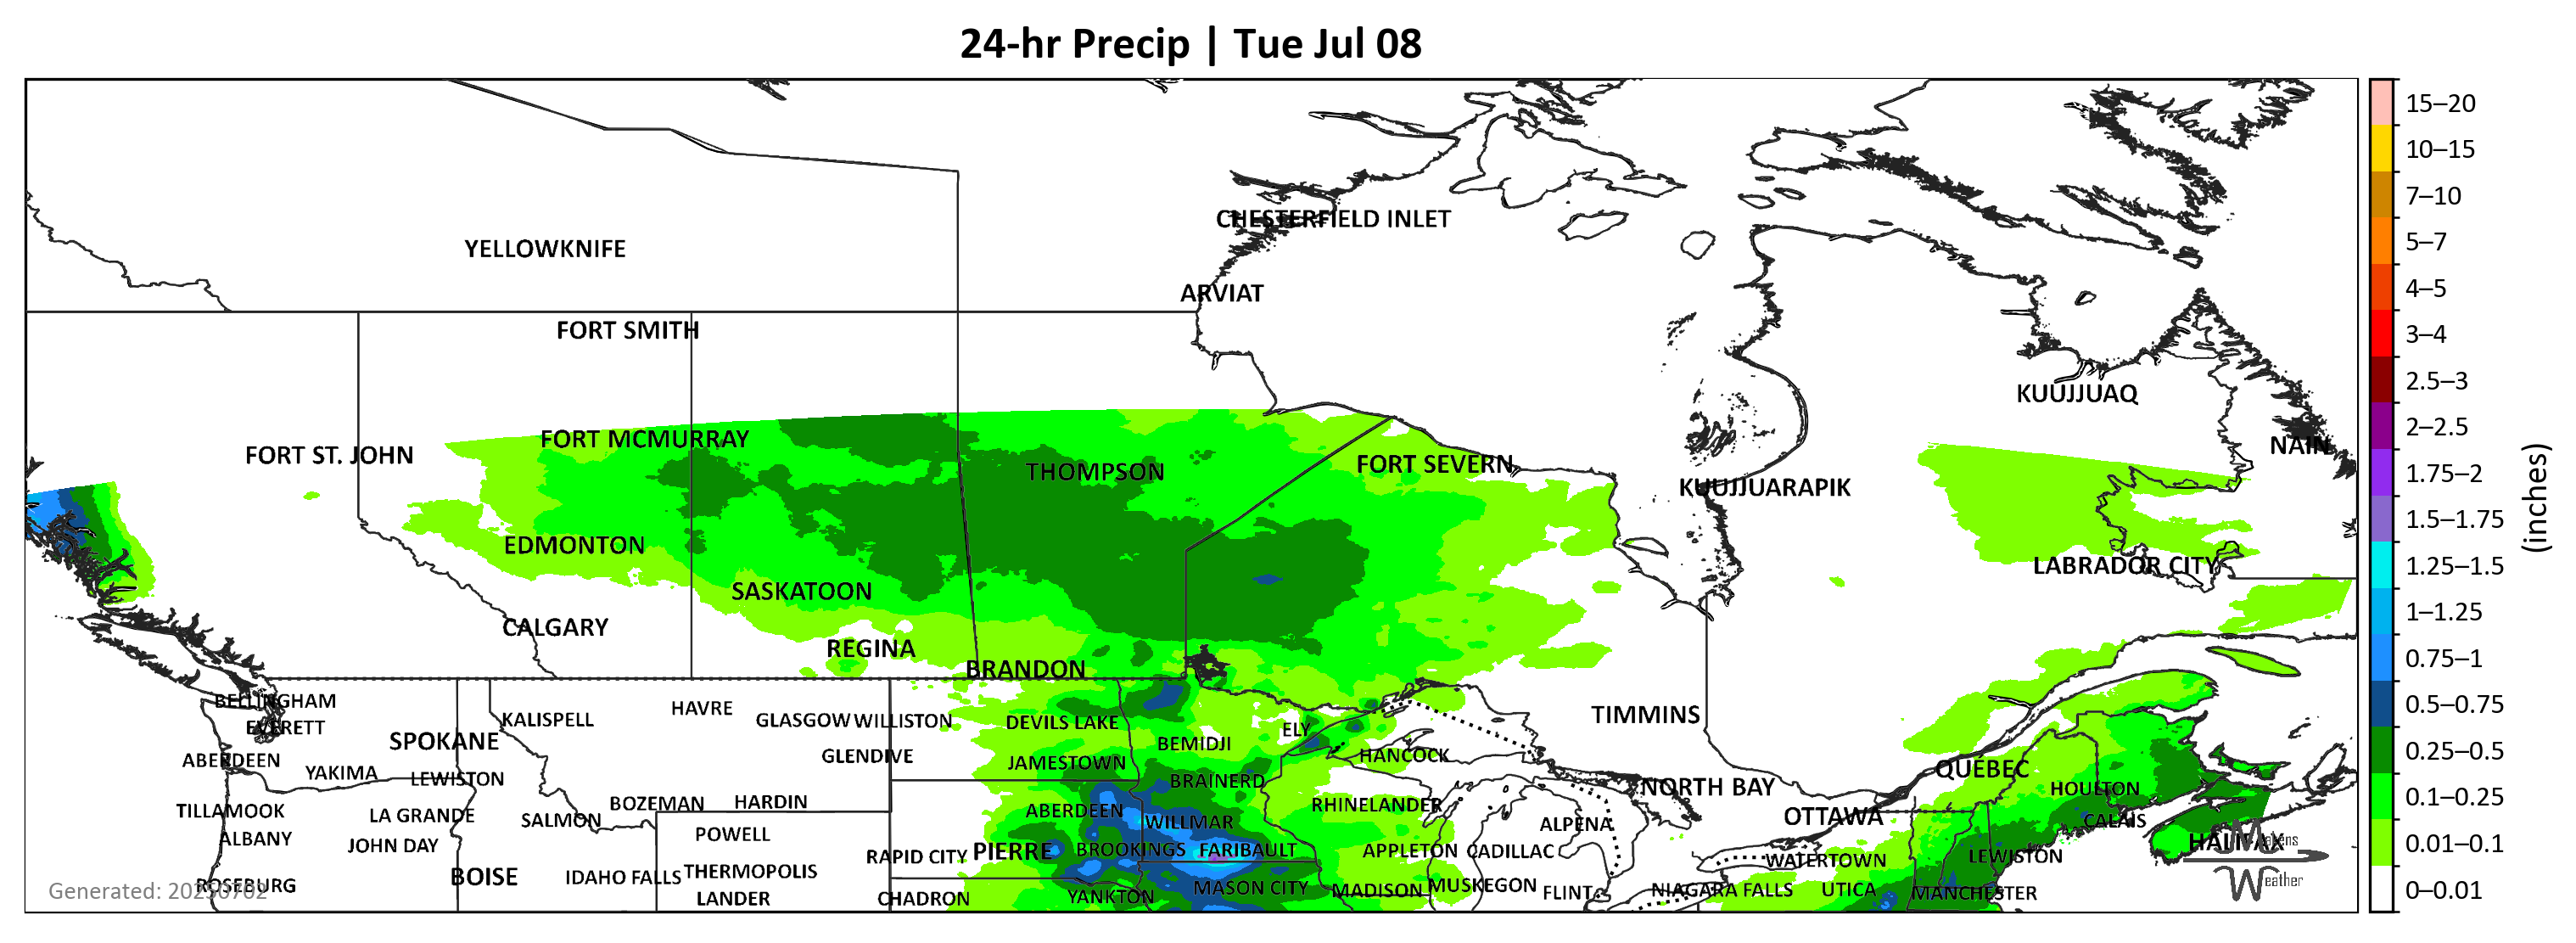 24-hr Precip | Tue Jul 08
15–20
10–15
7–10
5–7
4–5
3–4
2.5–3
2–2.5
1.75–2
1.5–1.75
1.25–1.5
1–1.25
0.75–1
0.5–0.75
0.25–0.5
0.1–0.25
0.01–0.1
0–0.01
(inches)
CHESTERFIELD INLET
YELLOWKNIFE
ARVIAT
FORT SMITH
KUUJJUAQ
FORT MCMURRAY
NAIN
FORT ST. JOHN
FORT SEVERN
THOMPSON
KUUJJUARAPIK
EDMONTON
LABRADOR CITY
SASKATOON
CALGARY
REGINA
BRANDON
BELLINGHAM
HAVRE
TIMMINS
KALISPELL
GLASGOW
WILLISTON
DEVILS LAKE
EVERETT
ELY
SPOKANE
BEMIDJI
GLENDIVE
HANCOCK
ABERDEEN
JAMESTOWN
QUÉBEC
YAKIMA
LEWISTON
BRAINERD
NORTH BAY
HOULTON
BOZEMAN
HARDIN
RHINELANDER
TILLAMOOK
LA GRANDE
ABERDEEN
OTTAWA
SALMON
WILLMAR
ALPENA
CALAIS
POWELL
ALBANY
JOHN DAY
HALIFAX
Matens
Weather
RAPID CITY
PIERRE
BROOKINGS
FARIBAULT
APPLETON
CADILLAC
WATERTOWN
LEWISTON
THERMOPOLIS
BOISE
IDAHO FALLS
ROSEBURG
MASON CITY
MADISON
MUSKEGON
FLINT
NIAGARA FALLS
UTICA
MANCHESTER
LANDER
CHADRON
YANKTON
Generated: 20250702